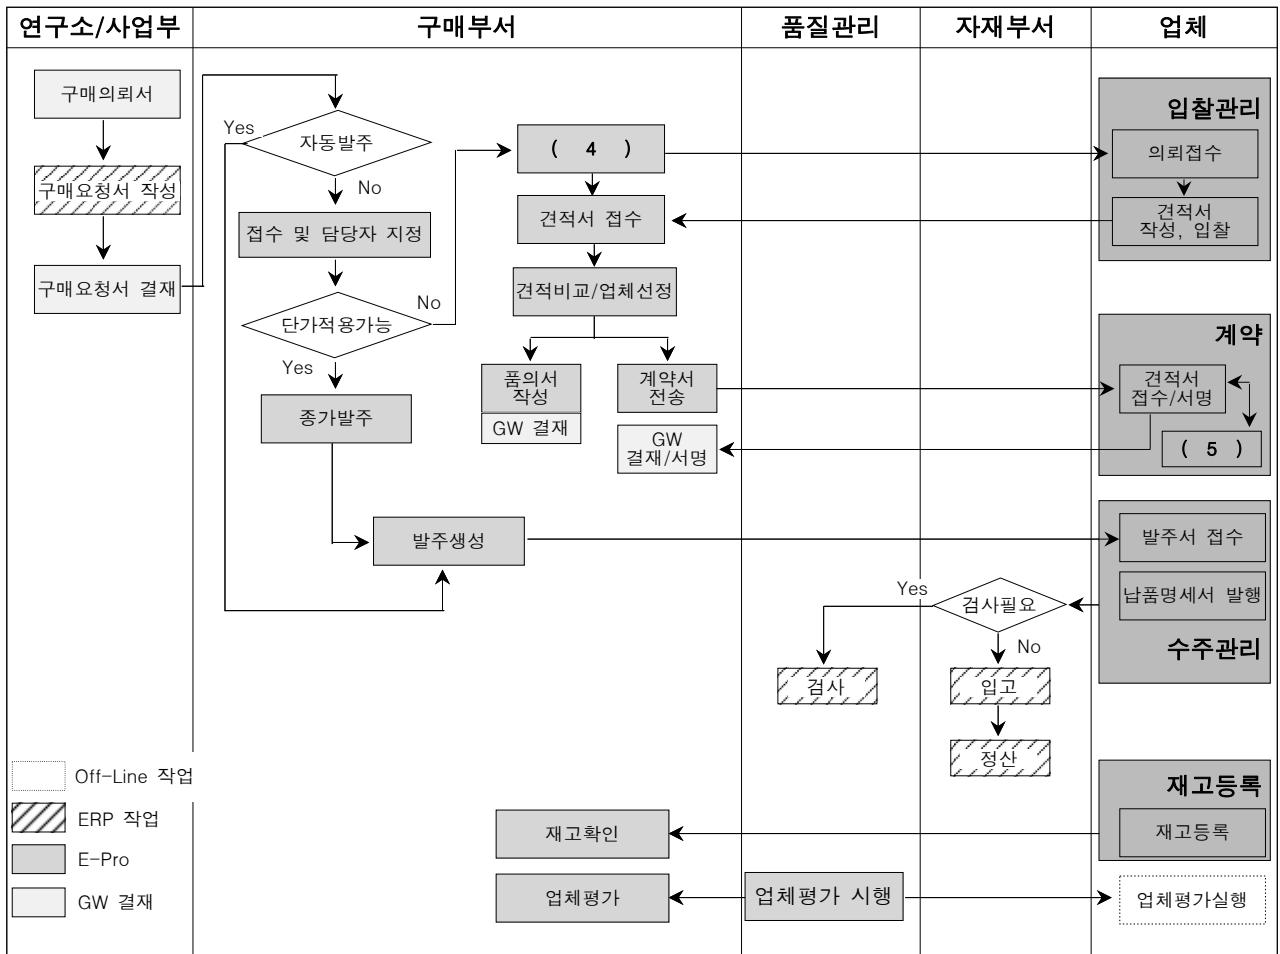 연구소/사업부
구매부서
품질관리
자재부서
업체
구매의뢰서
구매요청서 작성
구매요청서 결재
Yes
자동발주
No
접수 및 담당자 지정
단가적용가능
No
Yes
종가발주
( 4 )
견적서 접수
견적비교/업체선정
품의서
작성
GW 결재
계약서
전송
GW
결재/서명
발주생성
입찰관리
의뢰접수
견적서
작성, 입찰
계약
견적서
접수/서명
( 5 )
발주서 접수
납품명세서 발행
수주관리
Yes
검사필요
No
검사
입고
정산
재고등록
재고등록
재고확인
업체평가
업체평가 시행
업체평가실행
Off-Line 작업
ERP 작업
E-Pro
GW 결재